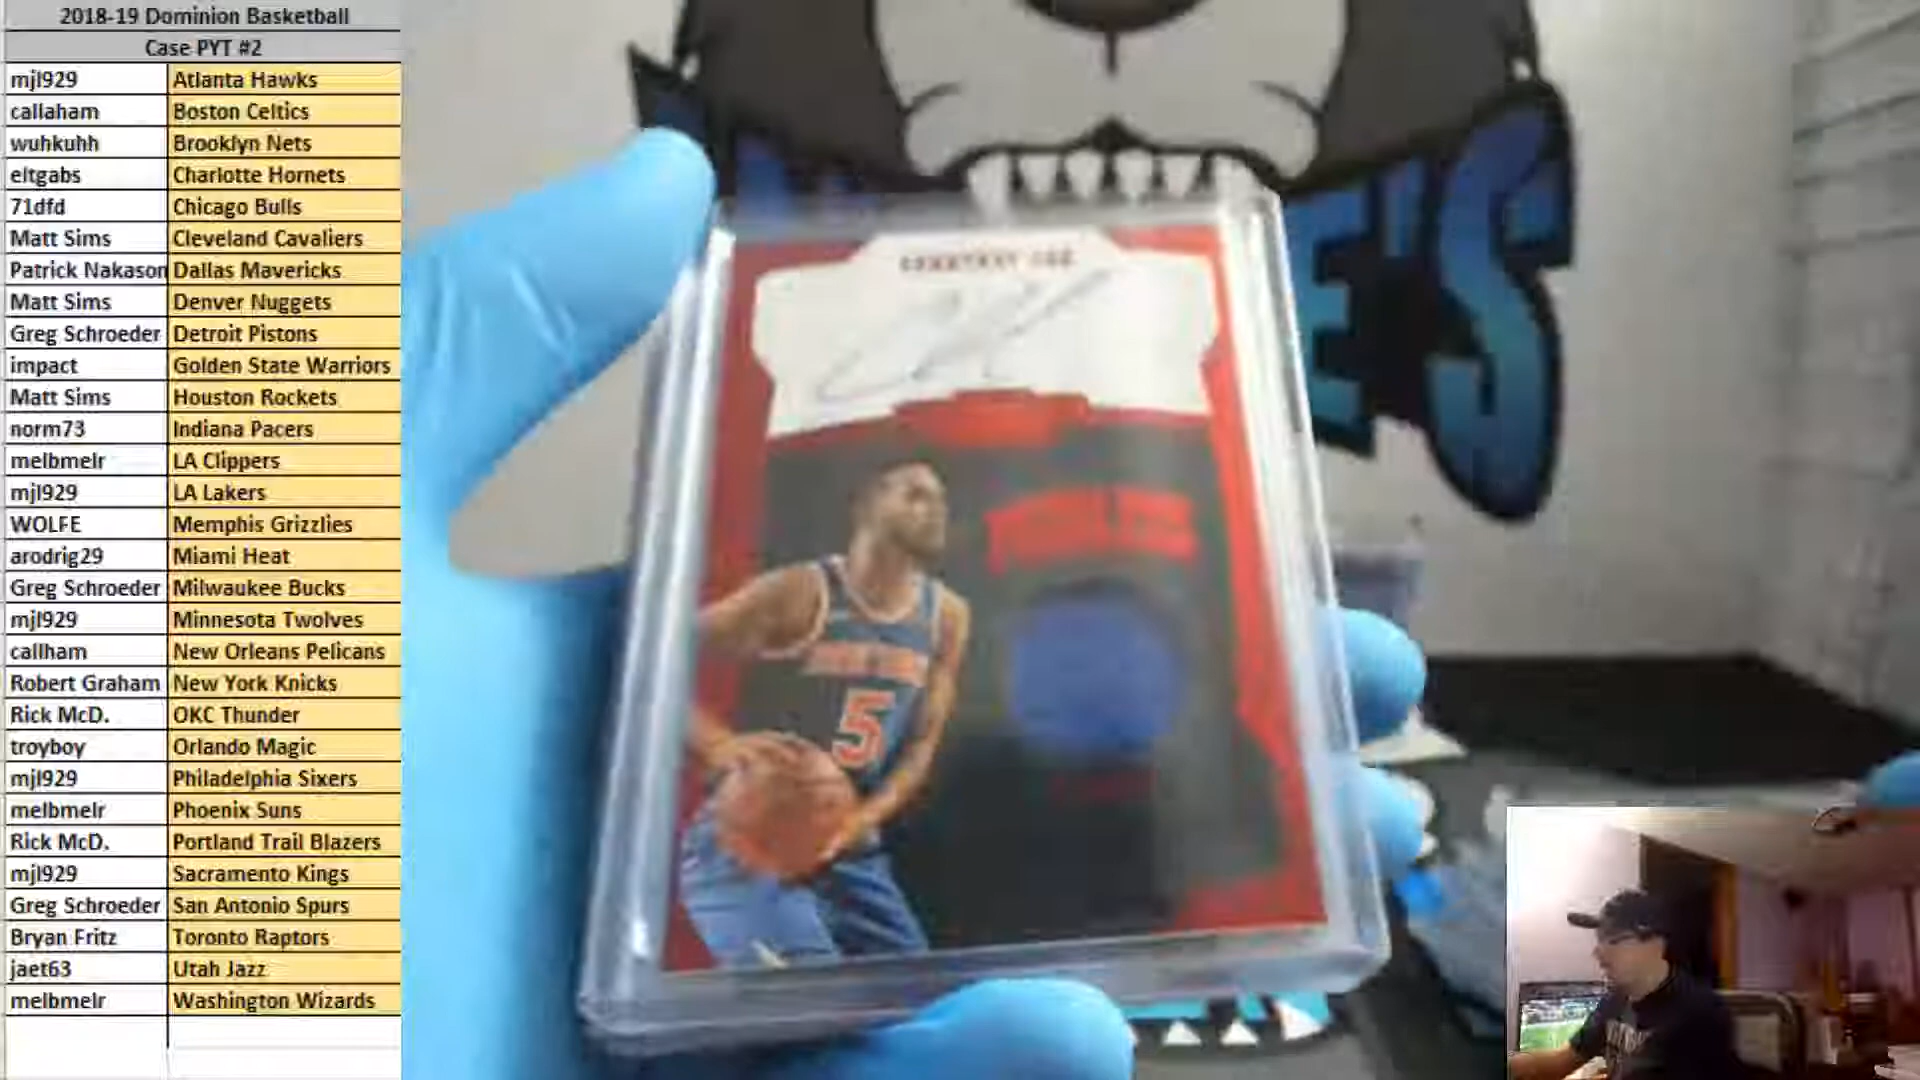 2018-19 Dominion Basketball
Case PYT #2
mjl929 Atlanta Hawks
callaham Boston Celtics
wuhkuhh Brooklyn Nets
eltgabs Charlotte Hornets
71dfd Chicago Bulls
Matt Sims Cleveland Cavaliers
Patrick Nakason Dallas Mavericks
Matt Sims Denver Nuggets
Greg Schroeder Detroit Pistons
impact Golden State Warriors
Matt Sims Houston Rockets
norm73 Indiana Pacers
melbmelr LA Clippers
mjl929 LA Lakers
WOLFE Memphis Grizzlies
arodrig29 Miami Heat
Greg Schroeder Milwaukee Bucks
mjl929 Minnesota Twolves
callham New Orleans Pelicans
Robert Graham New York Knicks
Rick McD. OKC Thunder
troyboy Orlando Magic
mjl929 Philadelphia Sixers
melbmelr Phoenix Suns
Rick McD. Portland Trail Blazers
mjl929 Sacramento Kings
Greg Schroeder San Antonio Spurs
Bryan Fritz Toronto Raptors
jaet63 Utah Jazz
melbmelr Washington Wizards
E'S
COURTNEY LEE
NEW YORK
5